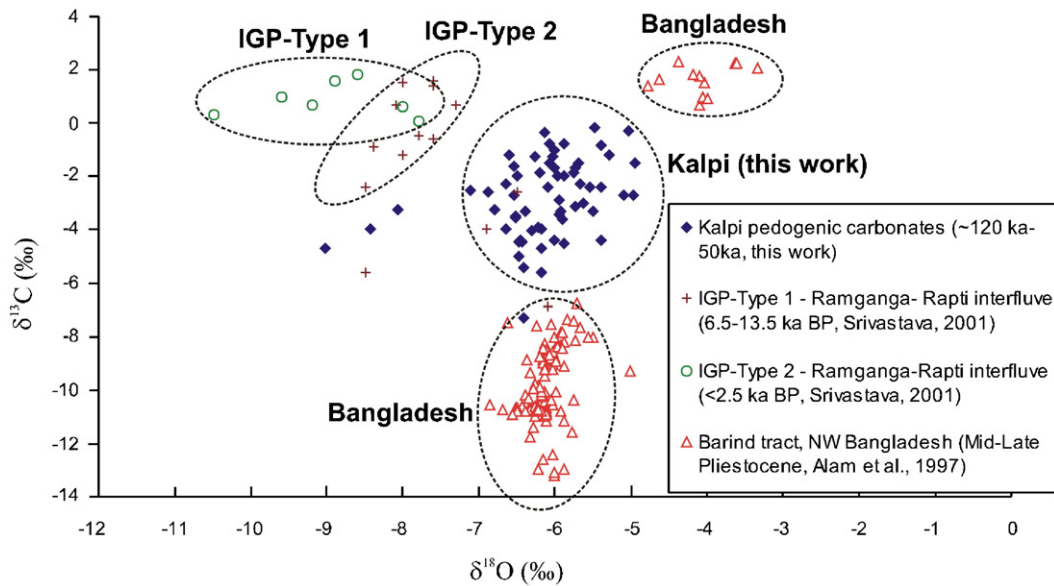 4
2
0
-2
-4
-6
-8
-10
-12
-14
δ¹³C (‰)
IGP-Type 1
IGP-Type 2
Bangladesh
Kalpi (this work)
Bangladesh
Kalpi pedogenic carbonates (~120 ka-
50ka, this work)
IGP-Type 1 - Ramganga- Rapti interfluve
(6.5-13.5 ka BP, Srivastava, 2001)
IGP-Type 2 - Ramganga-Rapti interfluve
(<2.5 ka BP, Srivastava, 2001)
Barind tract, NW Bangladesh (Mid-Late
Pliestocene, Alam et al., 1997)
-12 -11 -10 -9 -8 -7 -6 -5 -4 -3 -2 -1 0
δ¹⁸O (‰)